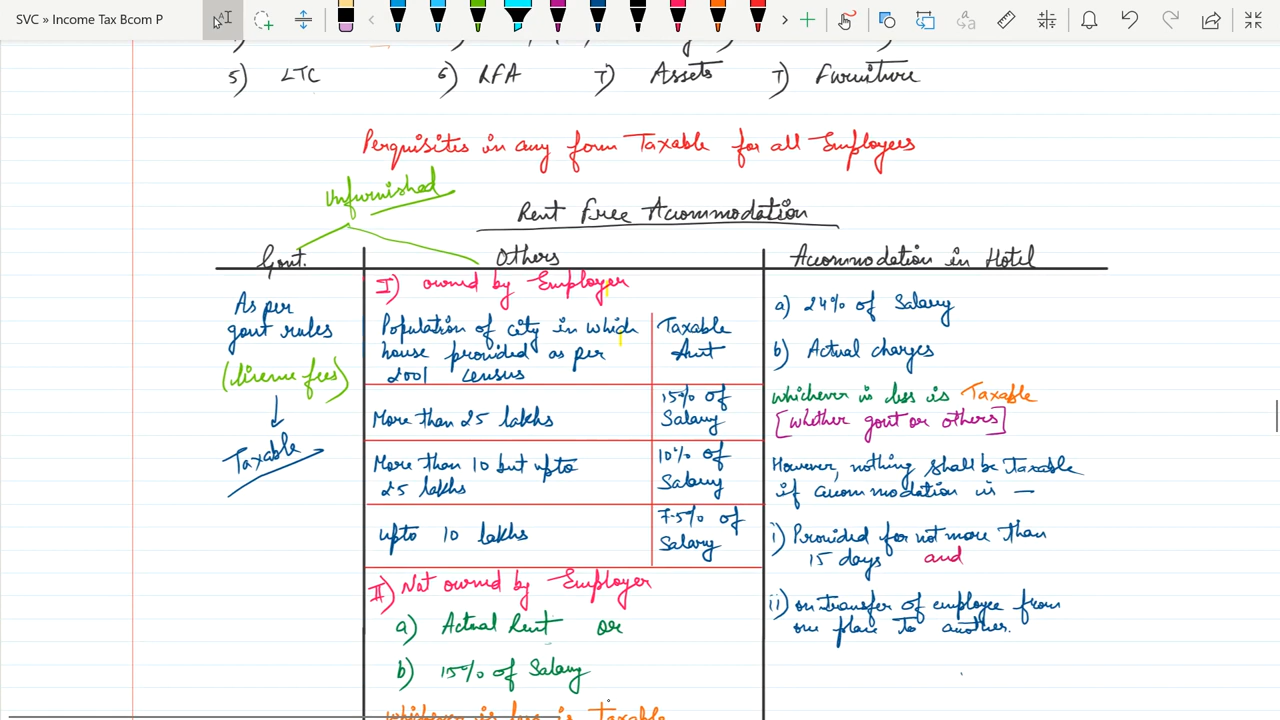 SVC » Income Tax Bcom P
5) LTC 6) RFA 7) Assets 7) Furniture
Perquisites in any form Taxable for all Employees
Unfurnished
Rent Free Accommodation
Govt. Others Accommodation in Hotel
As per
govt rules
(license fees)
Taxable
I) owned by Employer
Population of city in which
house provided as per
2001 census
Taxable
Amt
More than 25 lakhs
15% of
Salary
More than 10 but upto
25 lakhs
10% of
Salary
upto 10 lakhs
7.5% of
Salary
II) Not owned by Employer
a) Actual Rent or
b) 15% of Salary
whichever is less is taxable
a) 24% of Salary
b) Actual charges
whichever is less is Taxable
[whether govt or others]
However, nothing shall be Taxable
if accommodation is —
i) Provided for not more than
15 days and
ii) on transfer of employee from
one place to another.